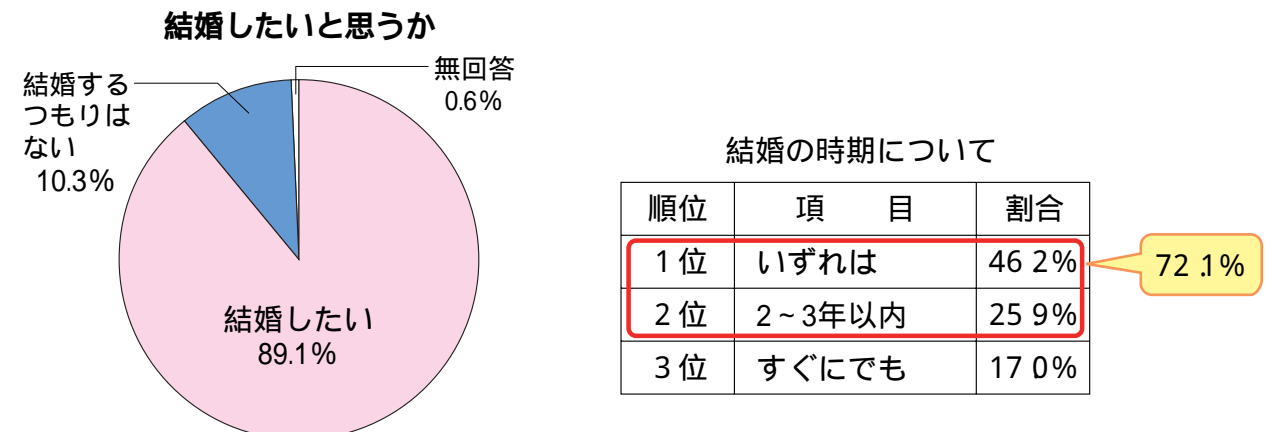 結婚したいと思うか
無回答
0.6%
結婚する
つもりは
ない
10.3%
結婚したい
89.1%
結婚の時期について
順位 項目 割合
1位 いずれは 46 2%
2位 2~3年以内 25 9%
3位 すぐにでも 17 0%
72.1%